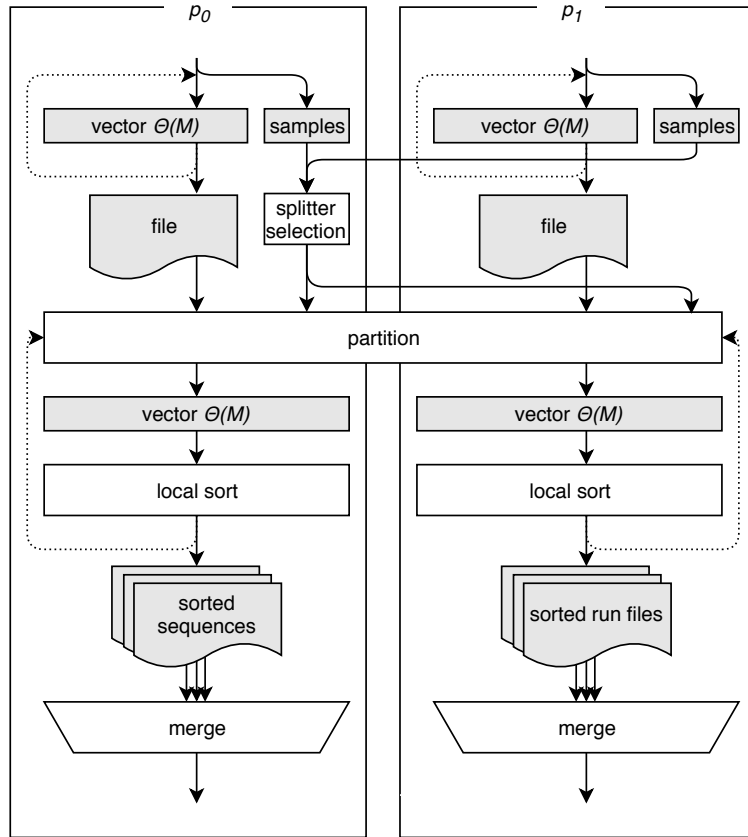 p0
p1
vector Θ(M)
samples
vector Θ(M)
samples
file
splitter
selection
file
partition
vector Θ(M)
vector Θ(M)
local sort
local sort
sorted
sequences
sorted run files
merge
merge